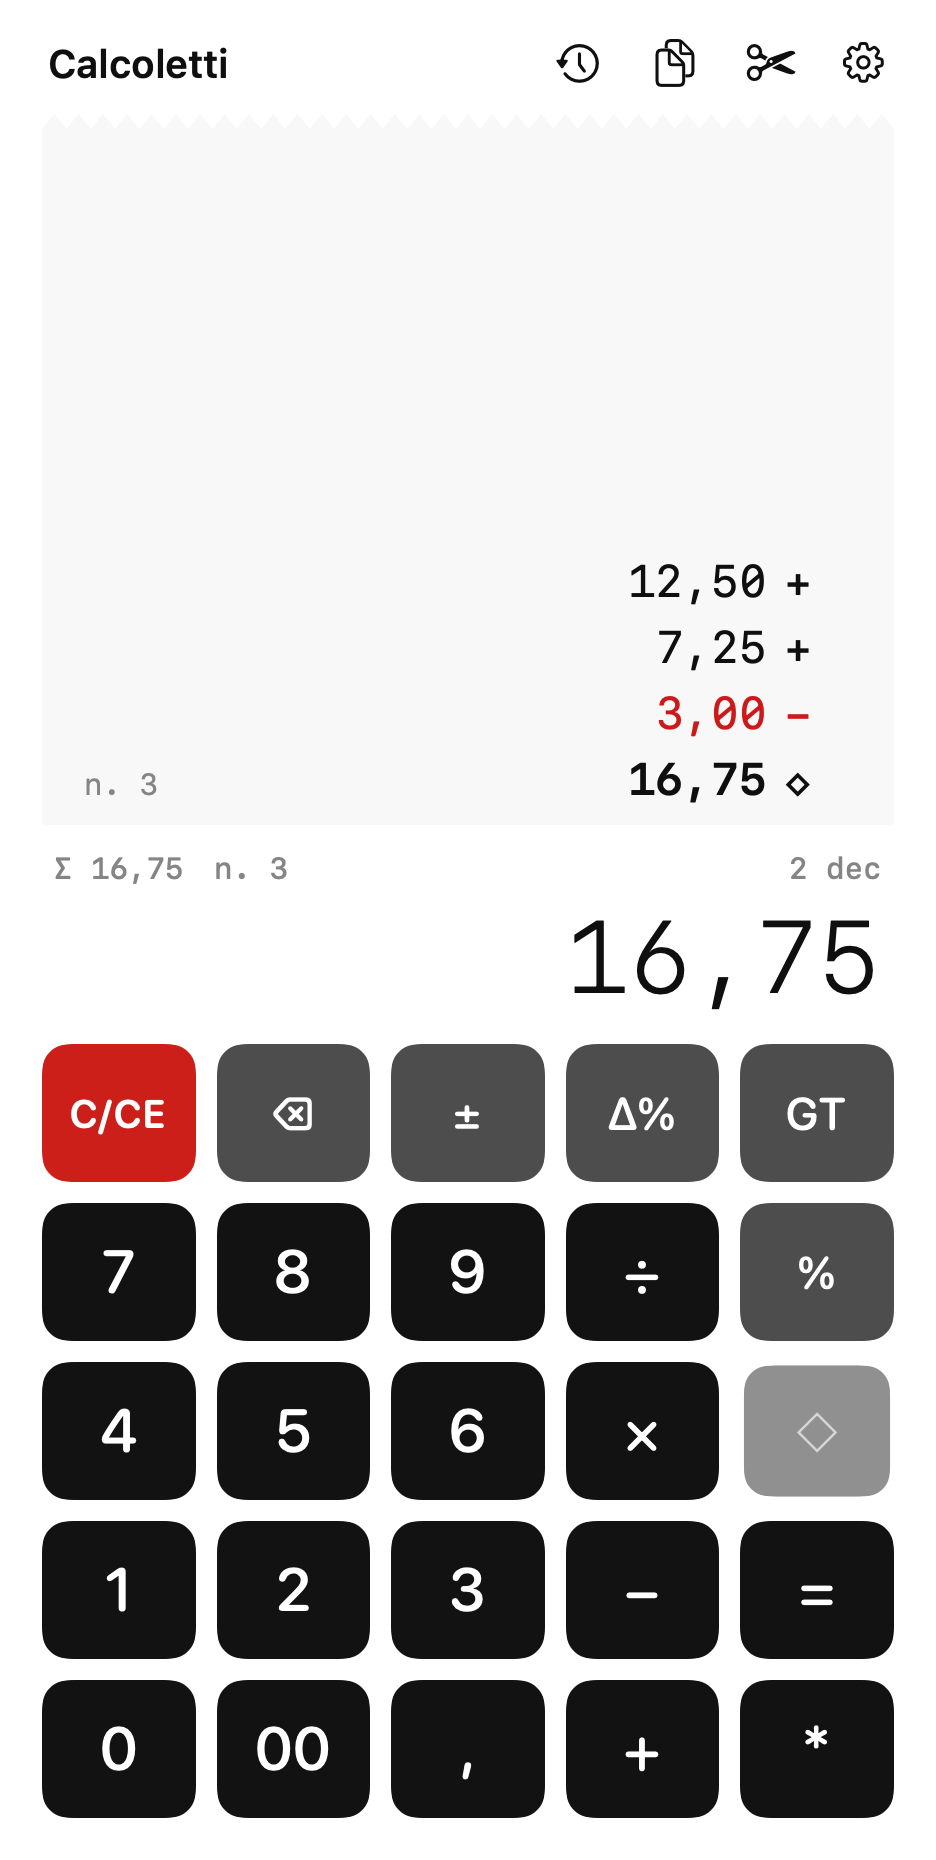 Calcoletti
12,50 +
7,25 +
3,00 −
n. 3 16,75 ◇
Σ 16,75 n. 3 2 dec
16,75
C/CE ± Δ% GT
7 8 9 ÷ %
4 5 6 × ◇
1 2 3 − =
0 00 , + *